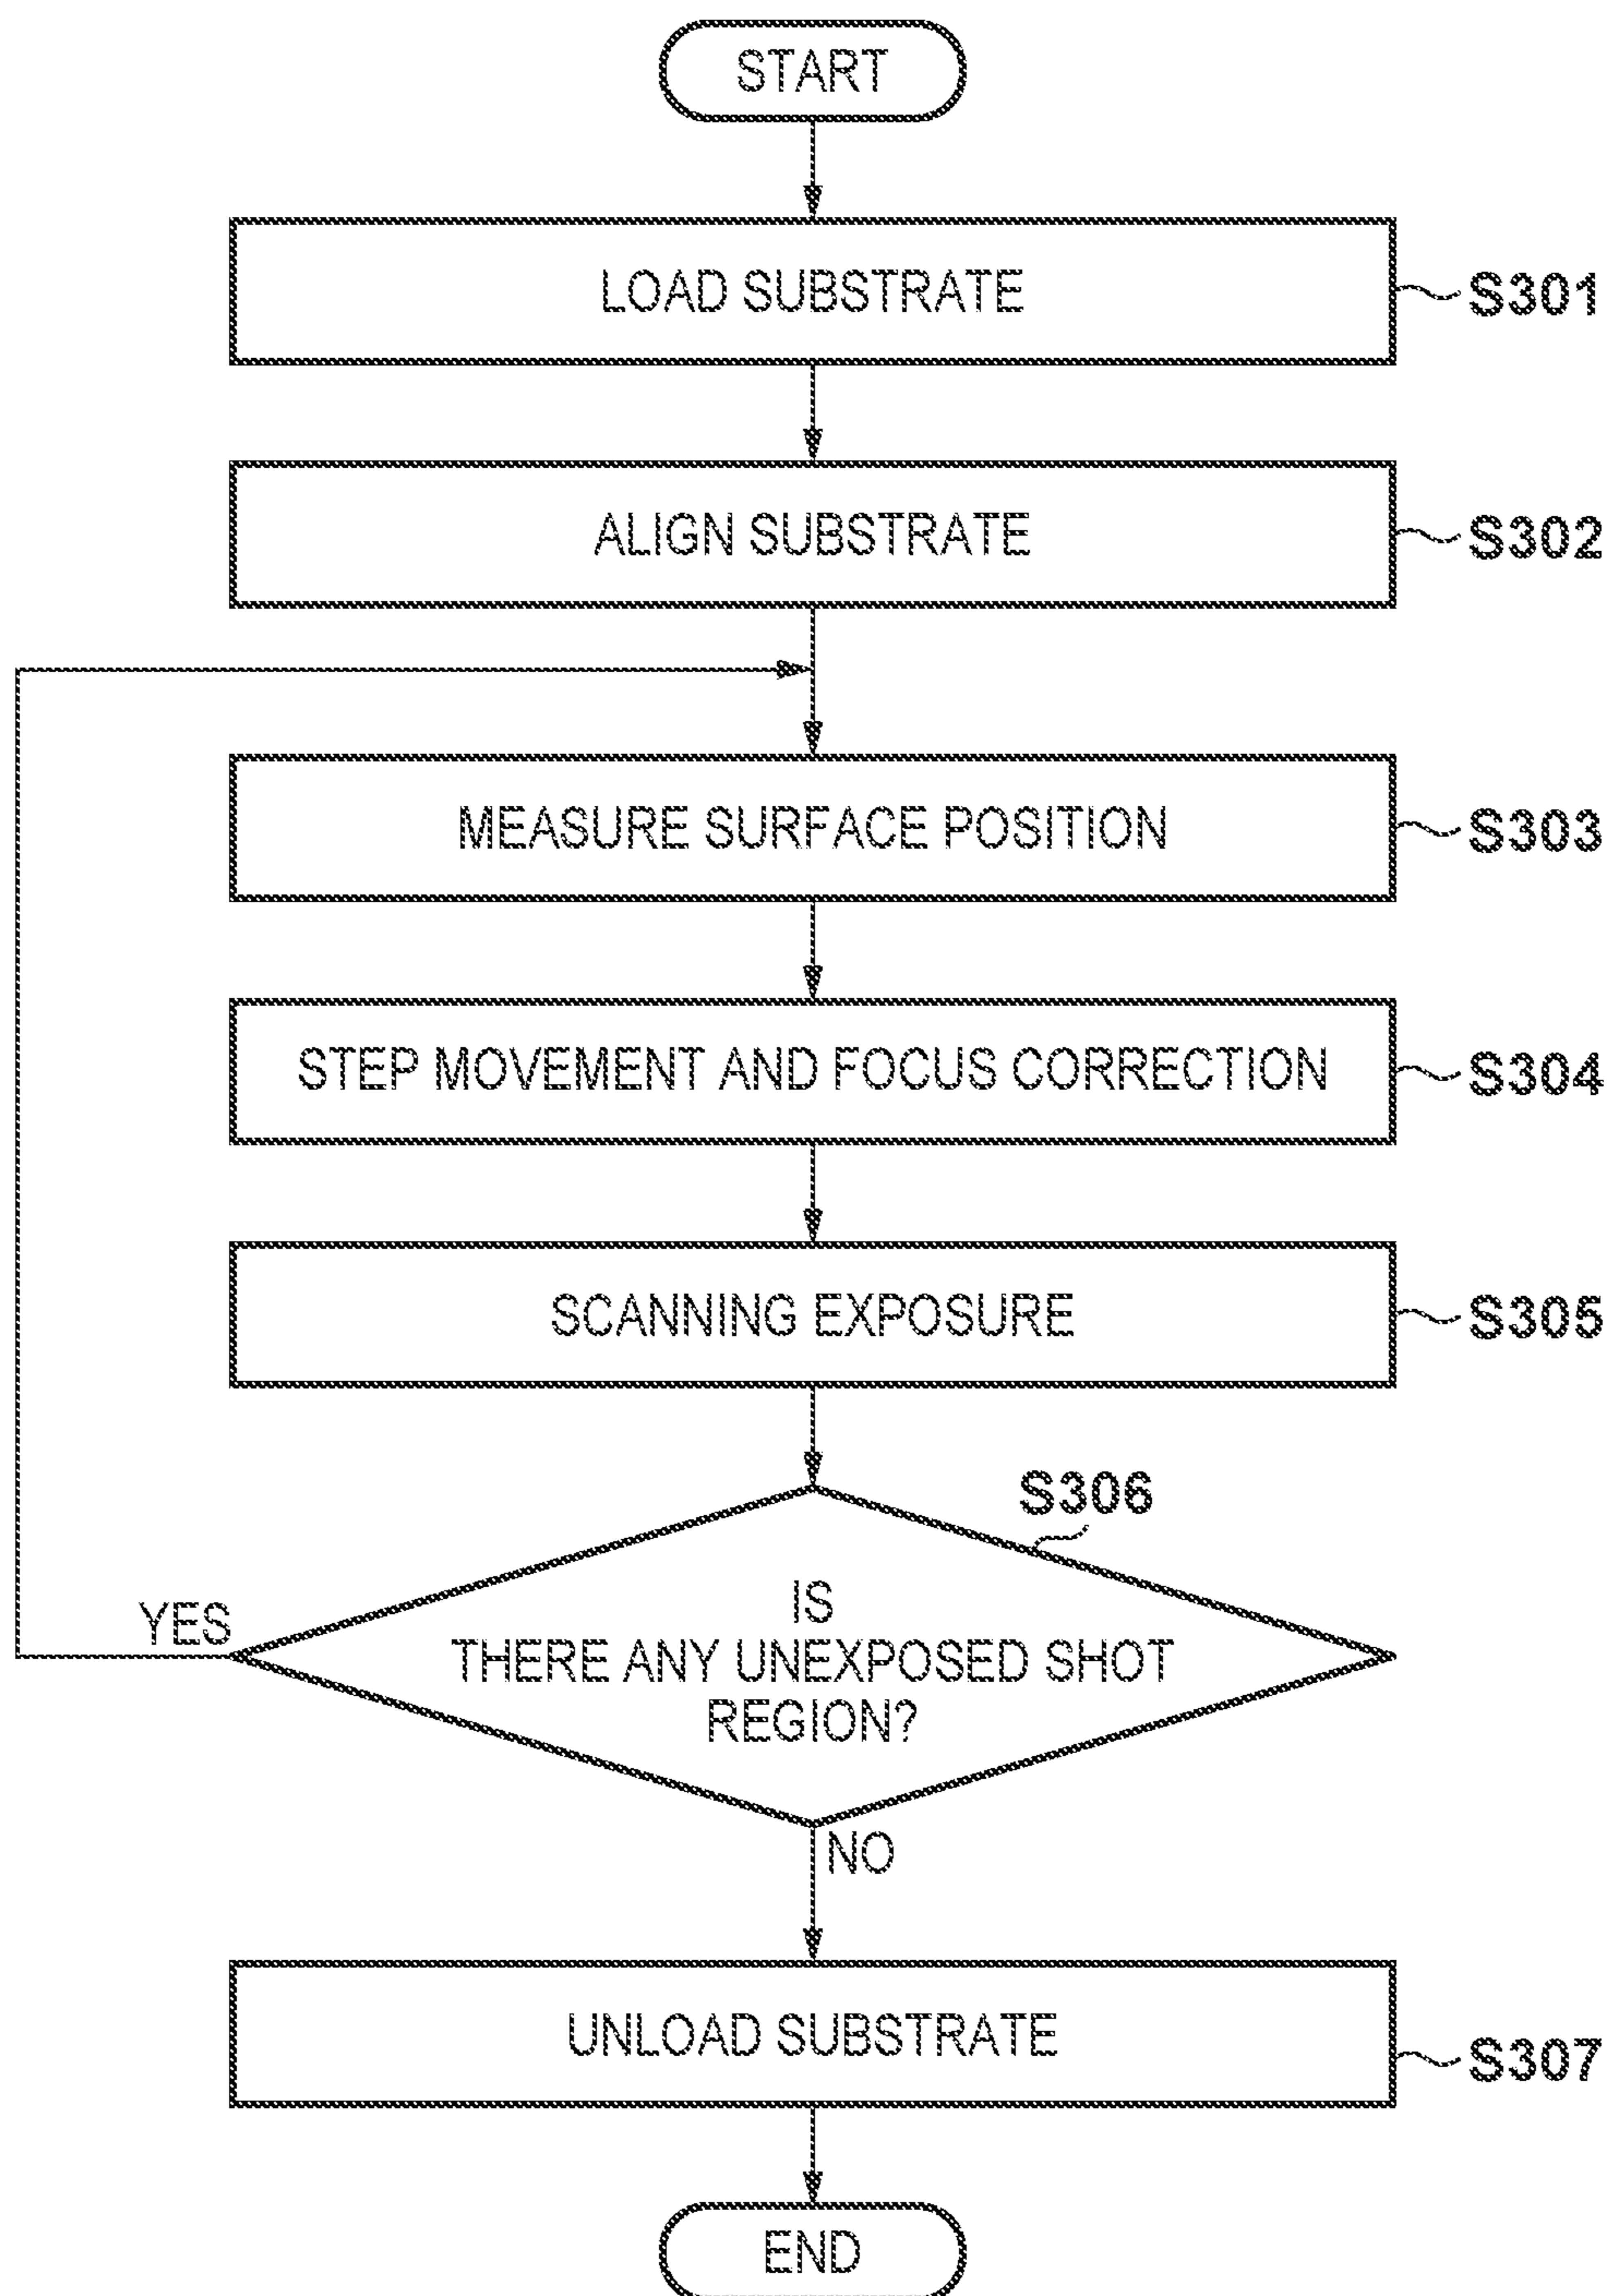 START
LOAD SUBSTRATE
S301
ALIGN SUBSTRATE
S302
MEASURE SURFACE POSITION
S303
STEP MOVEMENT AND FOCUS CORRECTION
S304
SCANNING EXPOSURE
S305
S306
IS
THERE ANY UNEXPOSED SHOT
REGION?
YES
NO
UNLOAD SUBSTRATE
S307
END